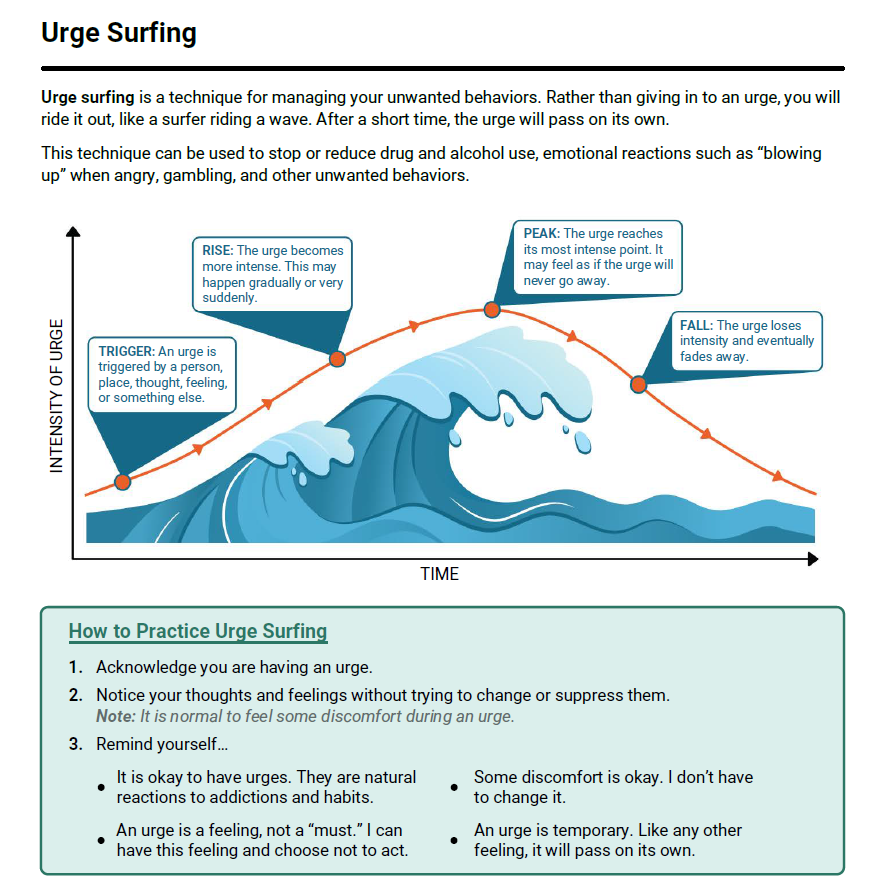 Urge Surfing
Urge surfing is a technique for managing your unwanted behaviors. Rather than giving in to an urge, you will
ride it out, like a surfer riding a wave. After a short time, the urge will pass on its own.
This technique can be used to stop or reduce drug and alcohol use, emotional reactions such as “blowing
up” when angry, gambling, and other unwanted behaviors.
INTENSITY OF URGE
TRIGGER: An urge is
triggered by a person,
place, thought, feeling,
or something else.
RISE: The urge becomes
more intense. This may
happen gradually or very
suddenly.
PEAK: The urge reaches
its most intense point. It
may feel as if the urge will
never go away.
FALL: The urge loses
intensity and eventually
fades away.
TIME
How to Practice Urge Surfing
1. Acknowledge you are having an urge.
2. Notice your thoughts and feelings without trying to change or suppress them.
Note: It is normal to feel some discomfort during an urge.
3. Remind yourself...
• It is okay to have urges. They are natural
reactions to addictions and habits.
• An urge is a feeling, not a “must.” I can
have this feeling and choose not to act.
• Some discomfort is okay. I don’t have
to change it.
• An urge is temporary. Like any other
feeling, it will pass on its own.